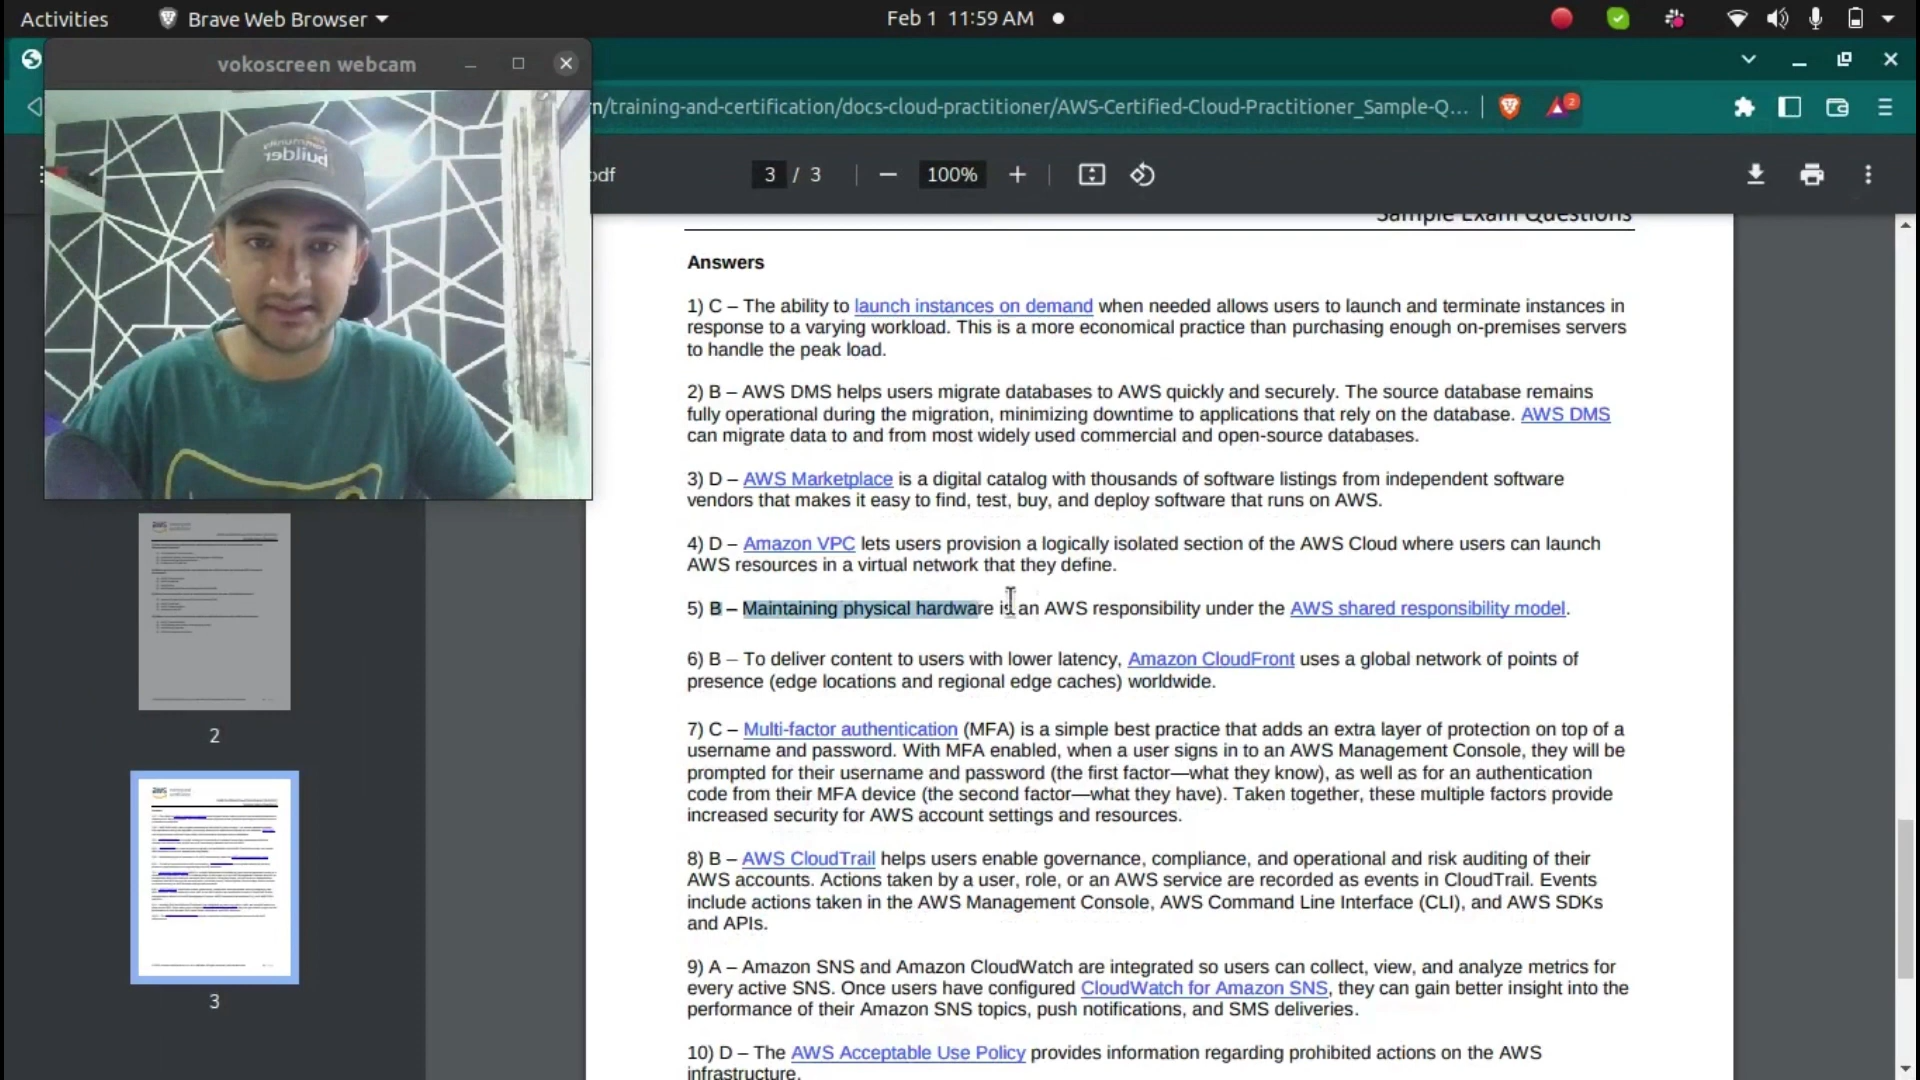 Activities
Brave Web Browser
Feb 1 11:59 AM
vokoscreen webcam
n/training-and-certification/docs-cloud-practitioner/AWS-Certified-Cloud-Practitioner_Sample-Q...
2
pdf
3 / 3
100%
builder
Sample Exam Questions
Answers
1) C – The ability to launch instances on demand when needed allows users to launch and terminate instances in
response to a varying workload. This is a more economical practice than purchasing enough on-premises servers
to handle the peak load.
2) B – AWS DMS helps users migrate databases to AWS quickly and securely. The source database remains
fully operational during the migration, minimizing downtime to applications that rely on the database. AWS DMS
can migrate data to and from most widely used commercial and open-source databases.
3) D – AWS Marketplace is a digital catalog with thousands of software listings from independent software
vendors that makes it easy to find, test, buy, and deploy software that runs on AWS.
4) D – Amazon VPC lets users provision a logically isolated section of the AWS Cloud where users can launch
AWS resources in a virtual network that they define.
5) B – Maintaining physical hardware is an AWS responsibility under the AWS shared responsibility model.
6) B – To deliver content to users with lower latency, Amazon CloudFront uses a global network of points of
presence (edge locations and regional edge caches) worldwide.
7) C – Multi-factor authentication (MFA) is a simple best practice that adds an extra layer of protection on top of a
username and password. With MFA enabled, when a user signs in to an AWS Management Console, they will be
prompted for their username and password (the first factor—what they know), as well as for an authentication
code from their MFA device (the second factor—what they have). Taken together, these multiple factors provide
increased security for AWS account settings and resources.
8) B – AWS CloudTrail helps users enable governance, compliance, and operational and risk auditing of their
AWS accounts. Actions taken by a user, role, or an AWS service are recorded as events in CloudTrail. Events
include actions taken in the AWS Management Console, AWS Command Line Interface (CLI), and AWS SDKs
and APIs.
9) A – Amazon SNS and Amazon CloudWatch are integrated so users can collect, view, and analyze metrics for
every active SNS. Once users have configured CloudWatch for Amazon SNS, they can gain better insight into the
performance of their Amazon SNS topics, push notifications, and SMS deliveries.
10) D – The AWS Acceptable Use Policy provides information regarding prohibited actions on the AWS
infrastructure.
aws
2
aws
3